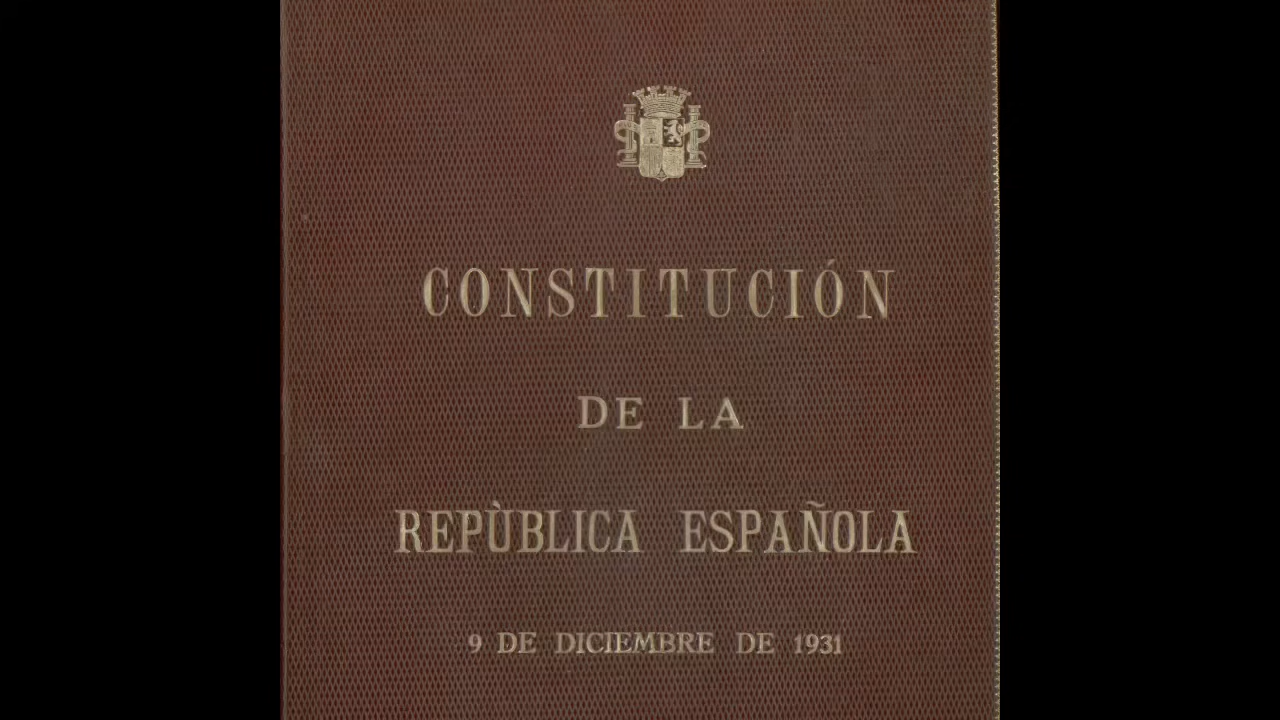 CONSTITUCIÓN
DE LA
REPÙBLICA ESPAÑOLA
9 DE DICIEMBRE DE 1931